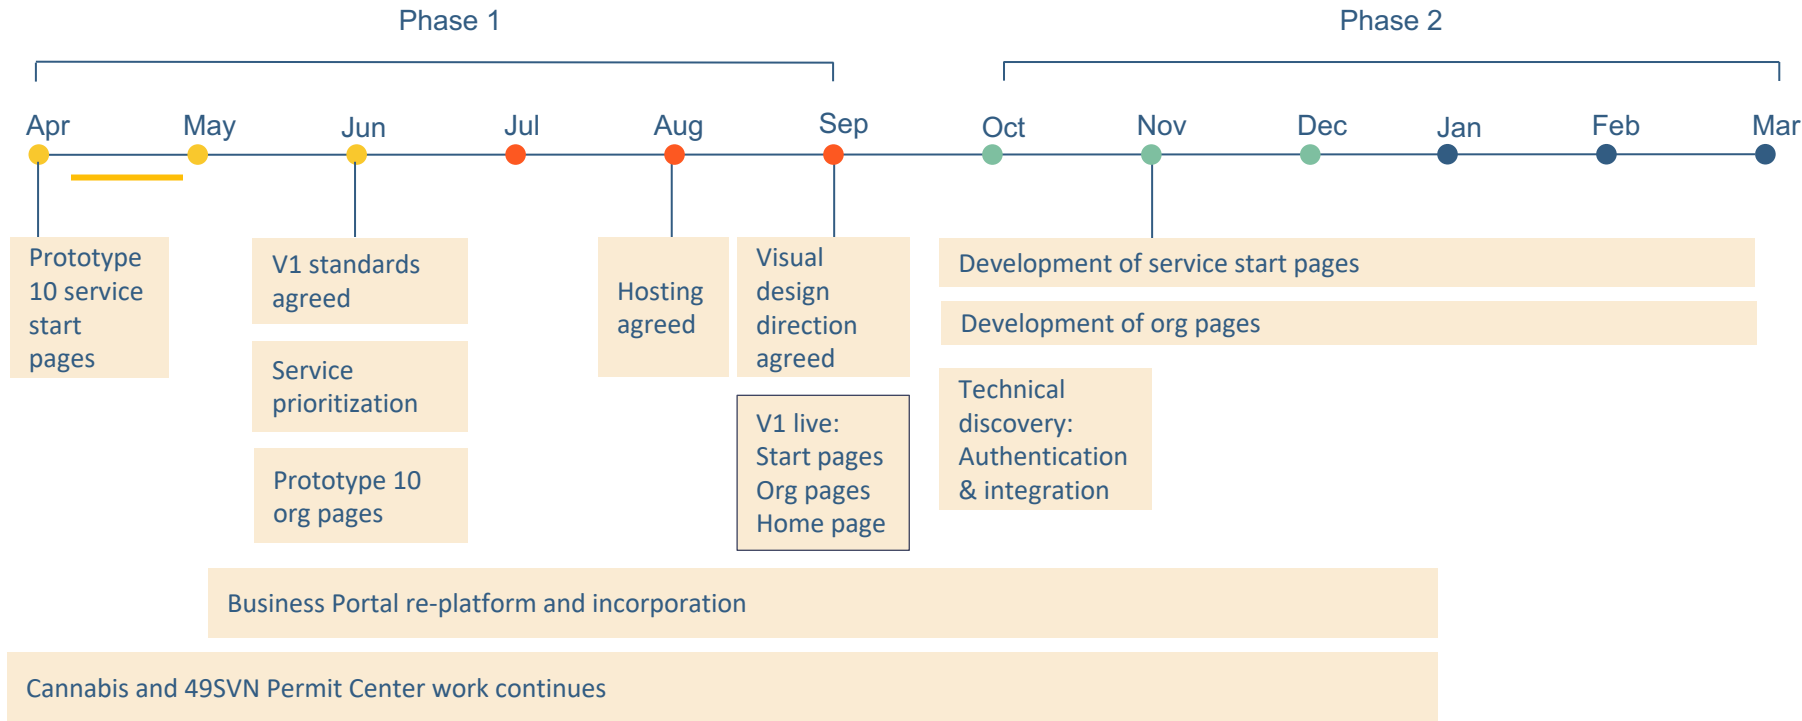 Phase 1
Phase 2
Apr
May
Jun
Jul
Aug
Sep
Oct
Nov
Dec
Jan
Feb
Mar
Prototype
10 service
start
pages
V1 standards
agreed
Service
prioritization
Prototype 10
org pages
Hosting
agreed
Visual
design
direction
agreed
V1 live:
Start pages
Org pages
Home page
Development of service start pages
Development of org pages
Technical
discovery:
Authentication
& integration
Business Portal re-platform and incorporation
Cannabis and 49SVN Permit Center work continues